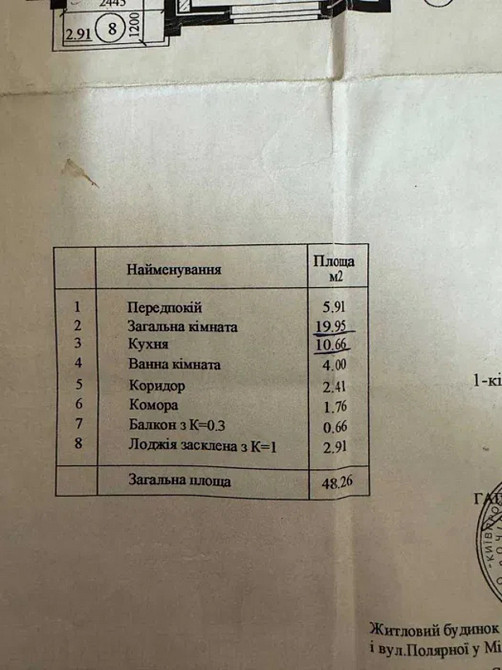 2445
2.91 8 1200
Найменування Площа м2
1 Передпокій 5.91
2 Загальна кімната 19.95
3 Кухня 10.66
4 Ванна кімната 4.00
5 Коридор 2.41
6 Комора 1.76
7 Балкон з К=0.3 0.66
8 Лоджія засклена з К=1 2.91
Загальна площа 48.26
1-кі
ГАІ
Житловий будинок
і вул.Полярної у Мі